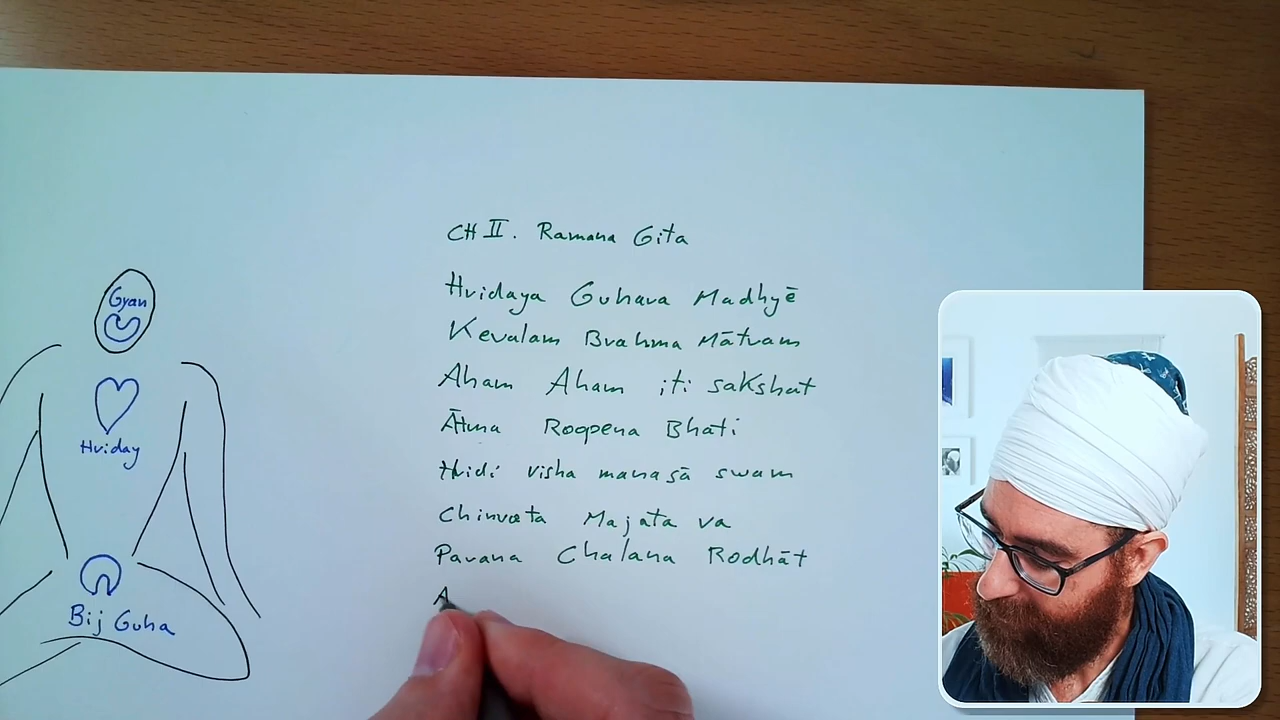 CH II. Ramana Gita
Hridaya Guhara Madhyē
Kevalam Brahma Mātram
Aham Aham iti sakshat
Ātma Roopena Bhati
Hridi visha manasā swam
Chinvata Majata va
Pavana Chalana Rodhāt
A
Gyan
Hriday
Bij Guha